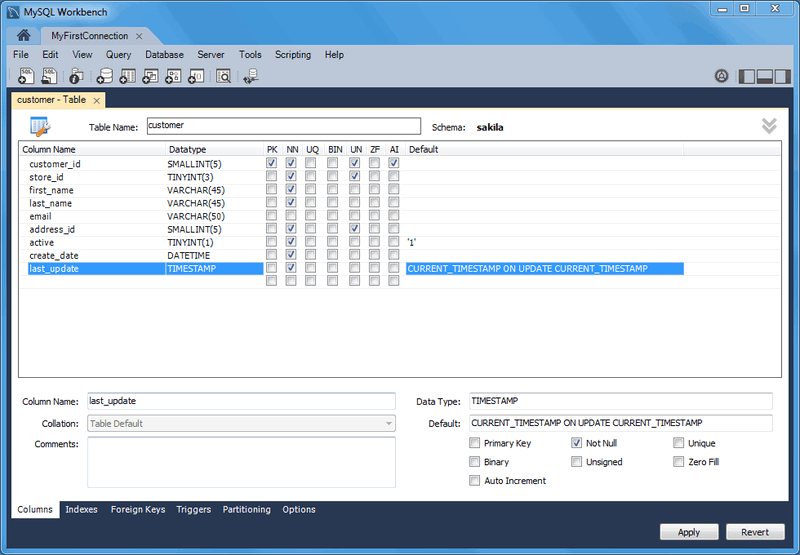 MySQL Workbench
MyFirstConnection
File Edit View Query Database Server Tools Scripting Help
customer - Table
Table Name: customer Schema: sakila
Column Name Datatype PK NN UQ BIN UN ZF AI Default
customer_id SMALLINT(5)
store_id TINYINT(3)
first_name VARCHAR(45)
last_name VARCHAR(45)
email VARCHAR(50)
address_id SMALLINT(5)
active TINYINT(1) '1'
create_date DATETIME
last_update TIMESTAMP CURRENT_TIMESTAMP ON UPDATE CURRENT_TIMESTAMP
Column Name: last_update Data Type: TIMESTAMP
Collation: Table Default Default: CURRENT_TIMESTAMP ON UPDATE CURRENT_TIMESTAMP
Comments: Primary Key Not Null Unique
Binary Unsigned Zero Fill
Auto Increment
Columns Indexes Foreign Keys Triggers Partitioning Options
Apply Revert